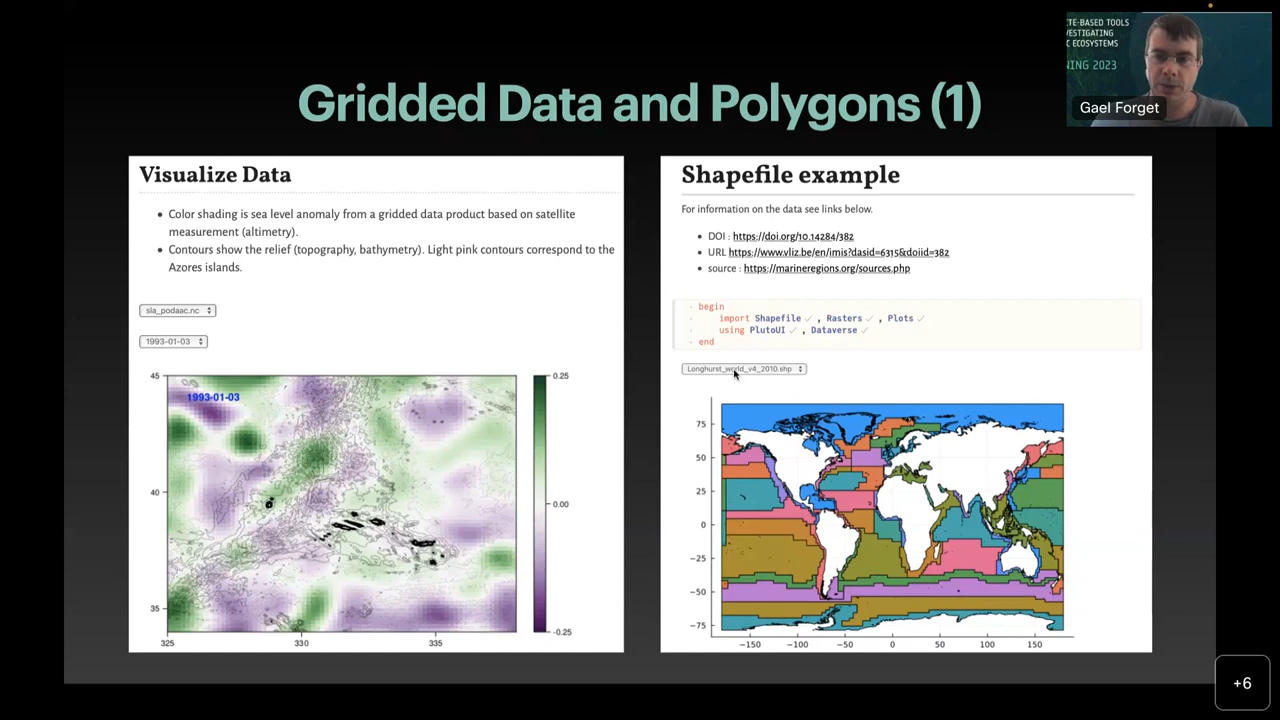 ITE-BASED TOOLS
VESTIGATING
C ECOSYSTEMS
NING 2023
Gael Forget
Gridded Data and Polygons (1)
Visualize Data
• Color shading is sea level anomaly from a gridded data product based on satellite
measurement (altimetry).
• Contours show the relief (topography, bathymetry). Light pink contours correspond to the
Azores islands.
sla_podaac.nc
1993-01-03
1993-01-03
45
40
35
325
330
335
0.25
0.00
-0.25
Shapefile example
For information on the data see links below.
• DOI : https://doi.org/10.14284/382
• URL https://www.vliz.be/en/imis?dasid=6315&doiid=382
• source : https://marineregions.org/sources.php
begin
import Shapefile ✓ , Rasters ✓ , Plots ✓
using PlutoUI ✓ , Dataverse ✓
end
Longhurst_world_v4_2010.shp
75
50
25
0
−25
−50
−75
−150
−100
−50
0
50
100
150
+6